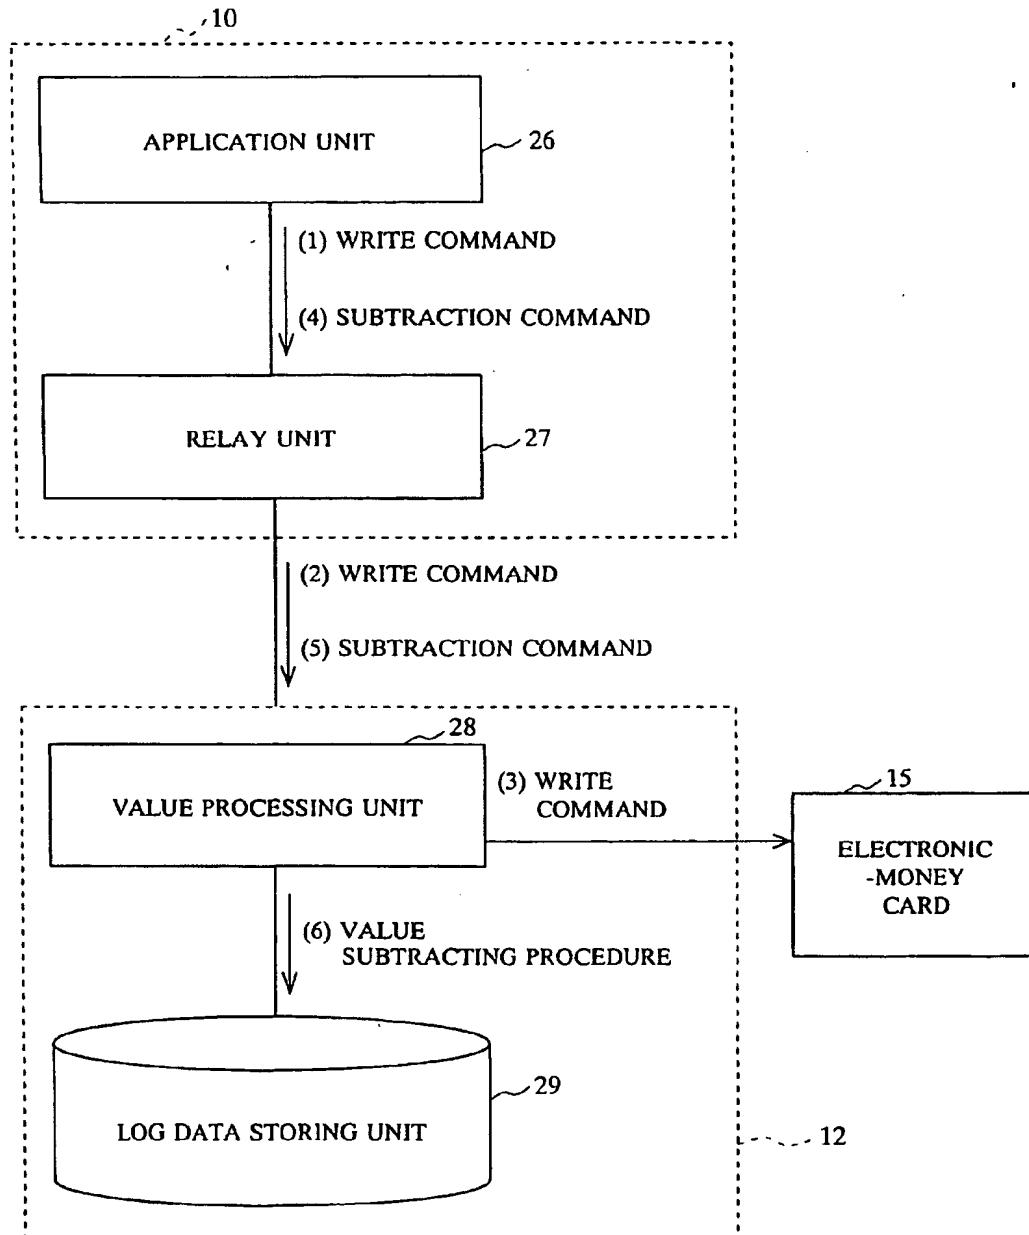 10
APPLICATION UNIT
26
(1) WRITE COMMAND
(4) SUBTRACTION COMMAND
RELAY UNIT
27
(2) WRITE COMMAND
(5) SUBTRACTION COMMAND
28
VALUE PROCESSING UNIT
(3) WRITE
COMMAND
15
ELECTRONIC
-MONEY
CARD
(6) VALUE
SUBTRACTING PROCEDURE
29
LOG DATA STORING UNIT
12